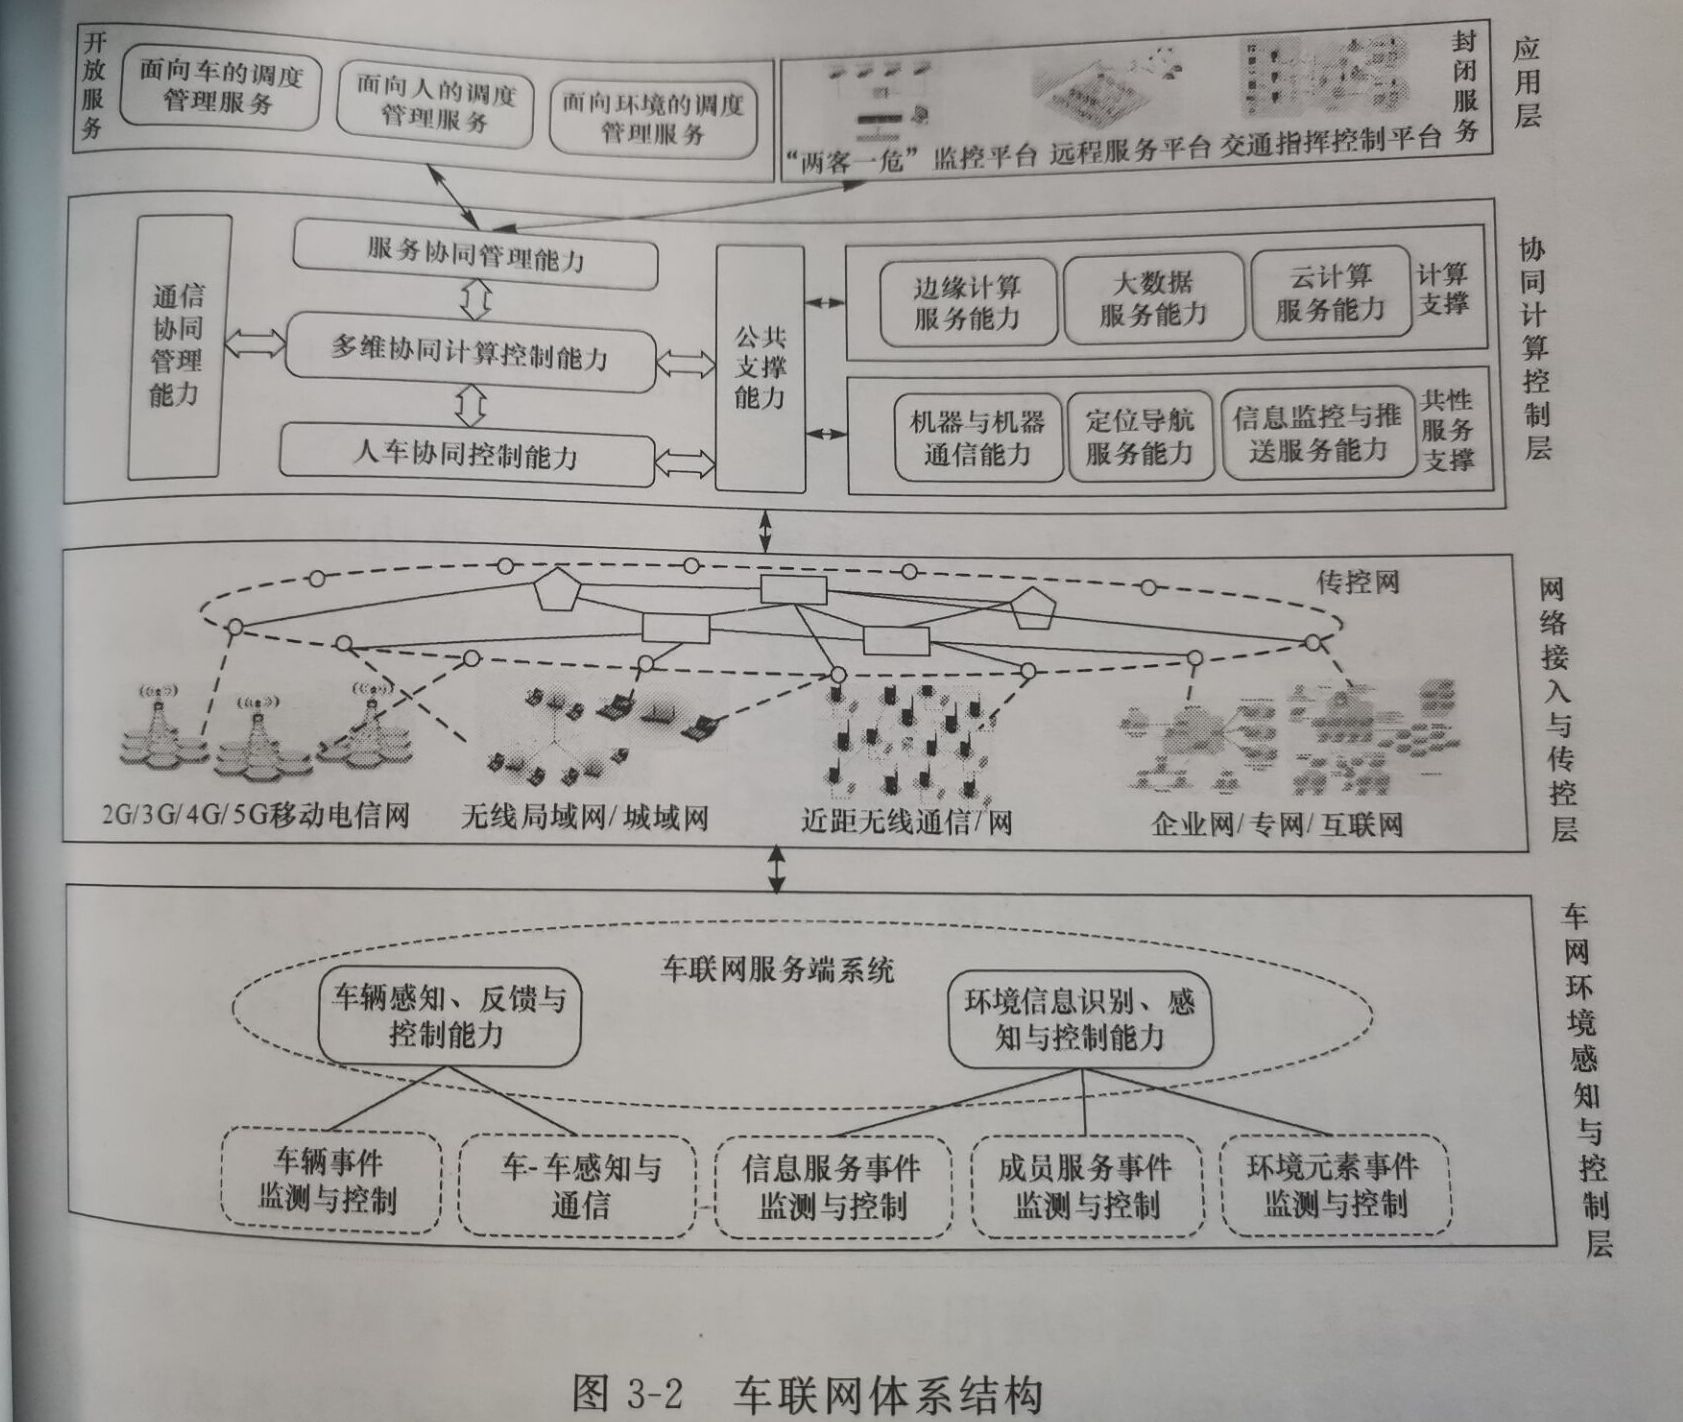 开放服务
面向车的调度
管理服务
面向人的调度
管理服务
面向环境的调度
管理服务
“两客一危”监控平台
远程服务平台
交通指挥控制平台
封闭服务
应用层
通信
协同
管理
能力
服务协同管理能力
多维协同计算控制能力
人车协同控制能力
公共
支撑
能力
边缘计算
服务能力
大数据
服务能力
云计算
服务能力
计算
支撑
机器与机器
通信能力
定位导航
服务能力
信息监控与推
送服务能力
共性
服务
支撑
协同计算控制层
传控网
2G/3G/4G/5G移动电信网
无线局域网/城域网
近距无线通信/网
企业网/专网/互联网
网络接入与传控层
车联网服务端系统
车辆感知、反馈与
控制能力
环境信息识别、感
知与控制能力
车辆事件
监测与控制
车-车感知与
通信
信息服务事件
监测与控制
成员服务事件
监测与控制
环境元素事件
监测与控制
车网环境感知与控制层
图 3-2 车联网体系结构